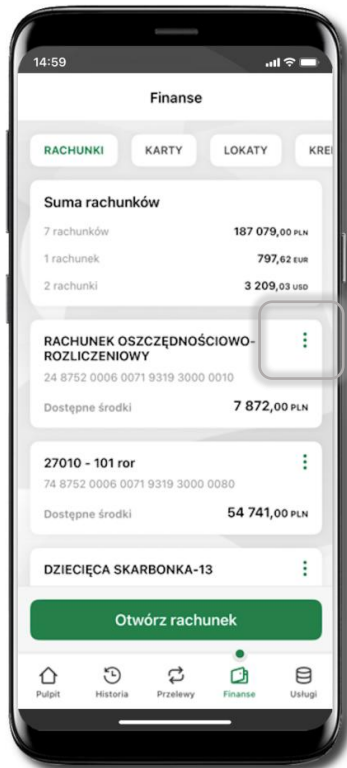 14:59
Finanse
RACHUNKI KARTY LOKATY KRE
Suma rachunków
7 rachunków 187 079,00 PLN
1 rachunek 797,62 EUR
2 rachunki 3 209,03 USD
RACHUNEK OSZCZĘDNOŚCIOWO-
ROZLICZENIOWY
24 8752 0006 0071 9319 3000 0010
Dostępne środki 7 872,00 PLN
27010 - 101 ror
74 8752 0006 0071 9319 3000 0080
Dostępne środki 54 741,00 PLN
DZIECIĘCA SKARBONKA-13
Otwórz rachunek
Pulpit Historia Przelewy Finanse Usługi